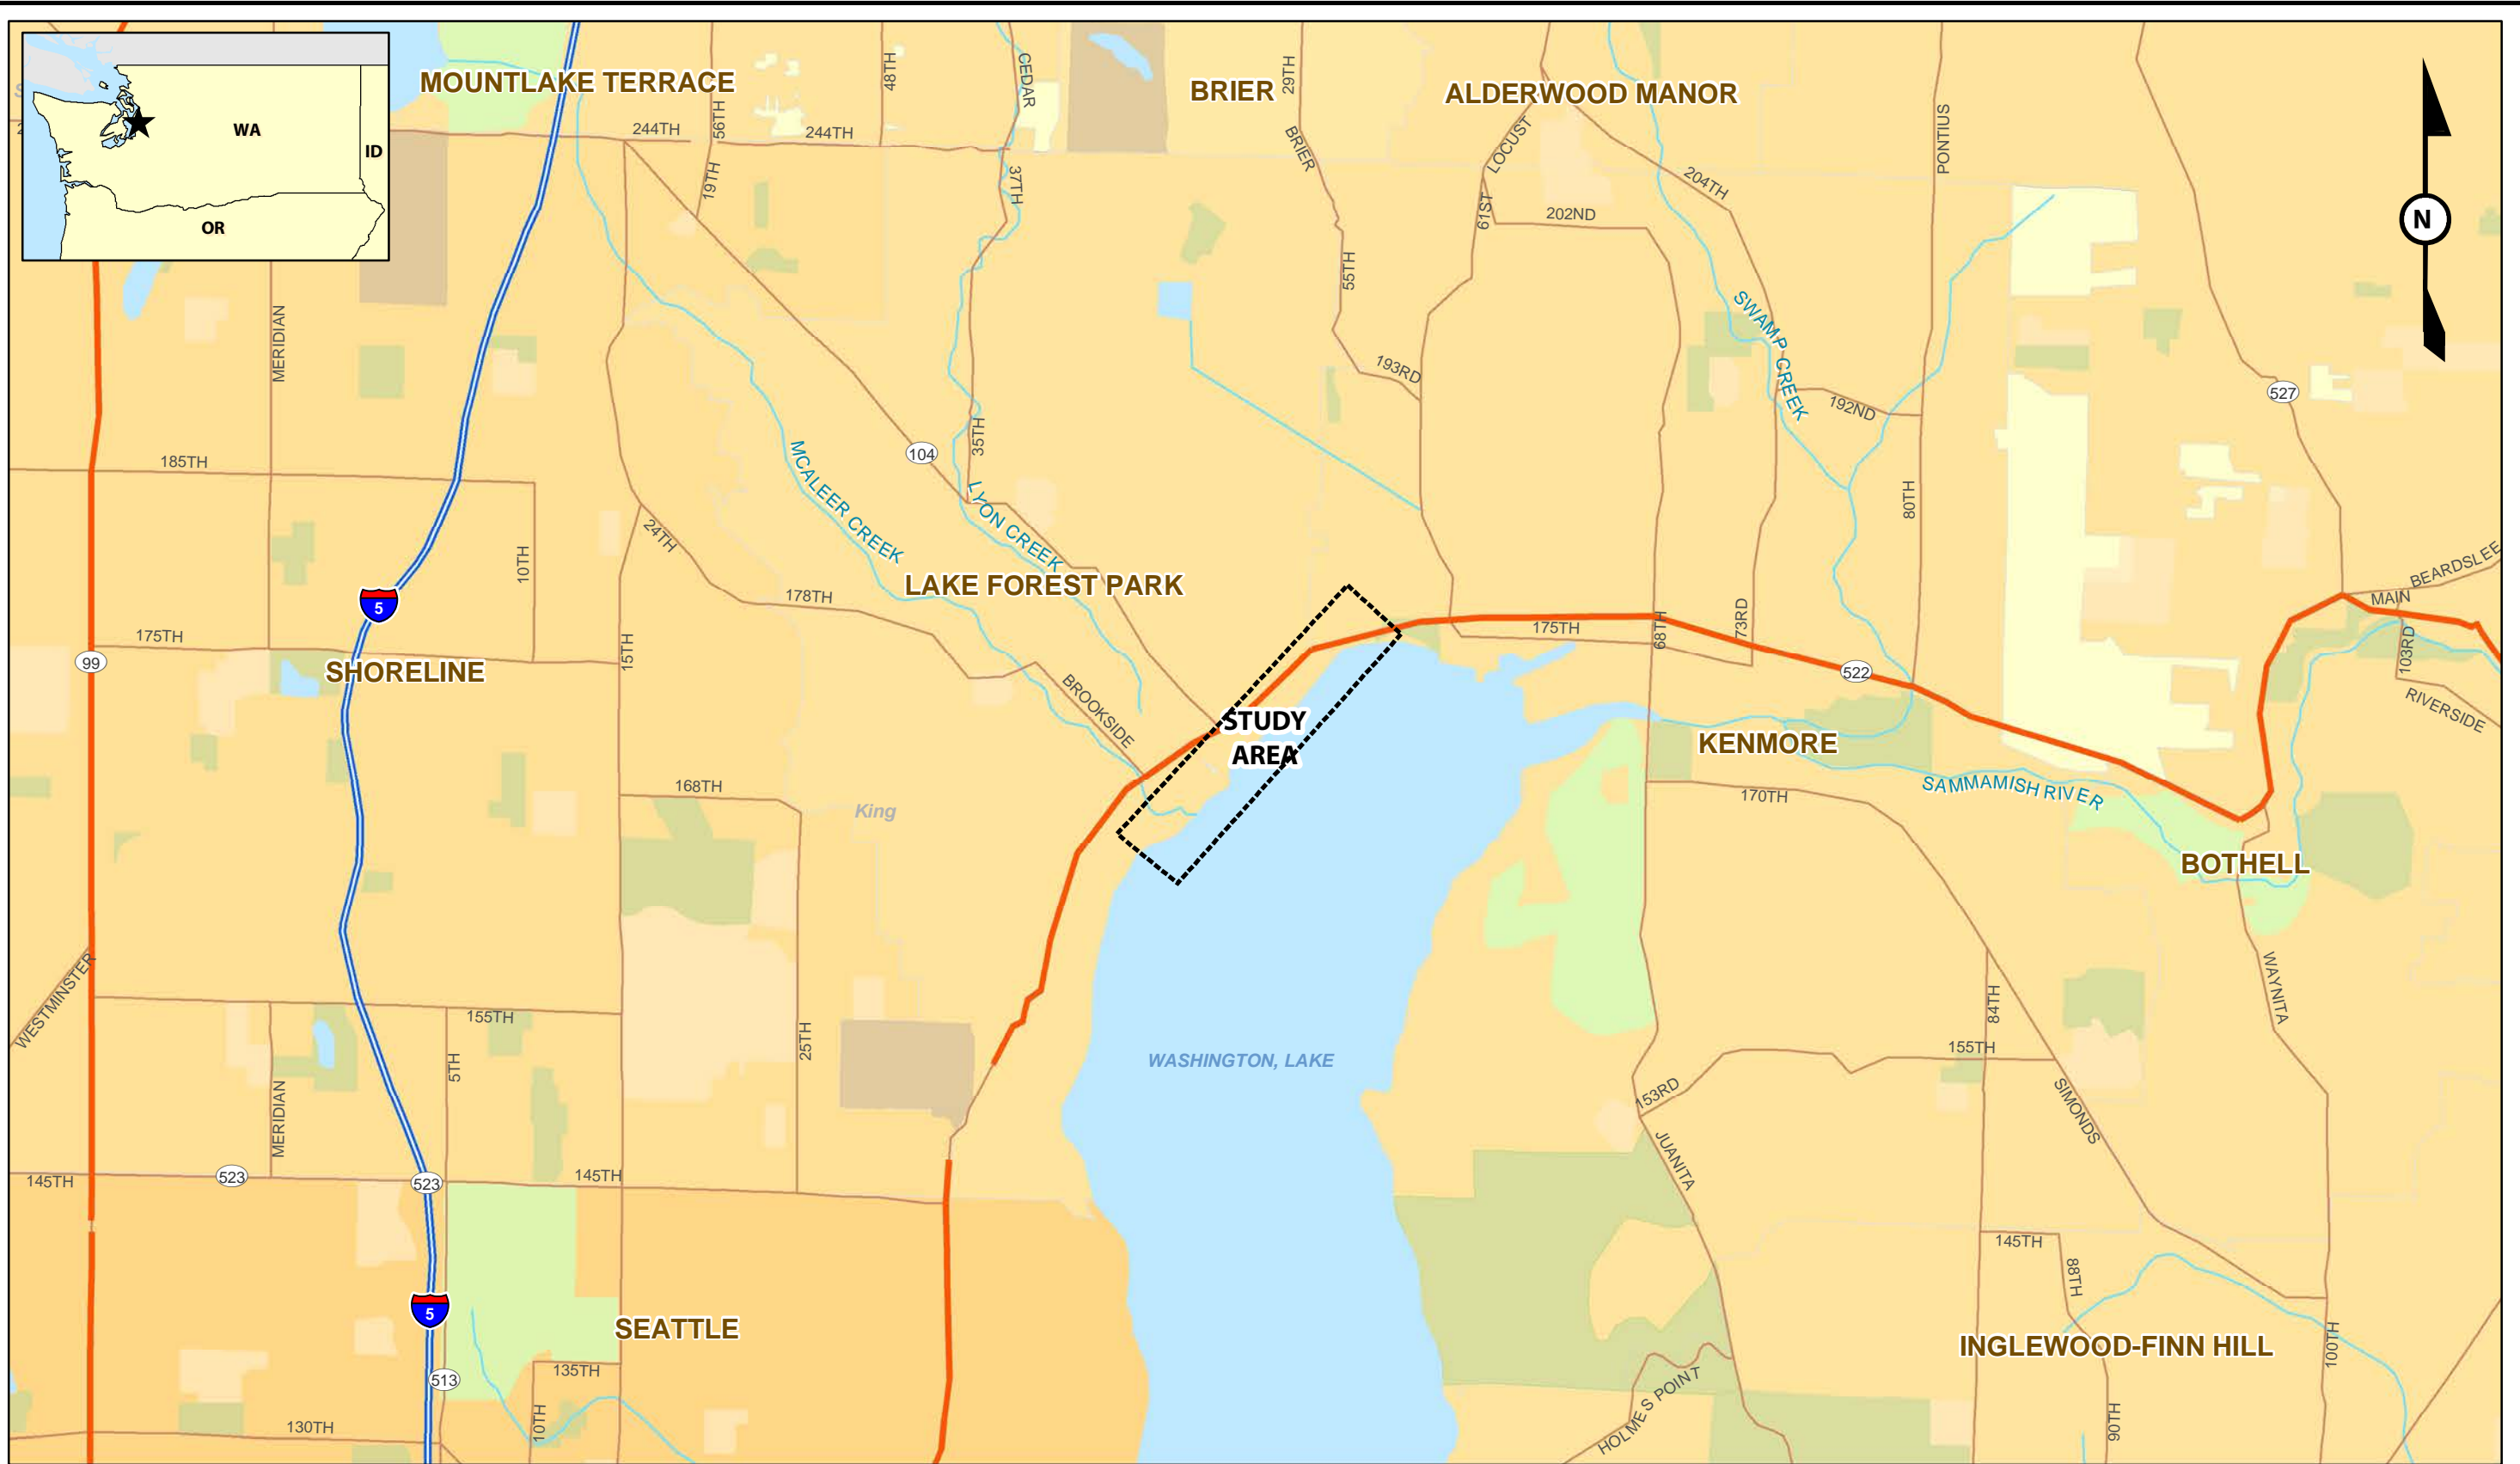 MOUNTLAKE TERRACE
BRIER
ALDERWOOD MANOR
WA
ID
OR
N
244TH
56TH
244TH
48TH
CEDAR
29TH
BRIER
LOCUST
PONTIUS
19TH
37TH
204TH
61ST
202ND
55TH
MERIDIAN
SWAMP CREEK
193RD
192ND
527
185TH
104
35TH
MCALEER CREEK
LYON CREEK
80TH
24TH
10TH
5
178TH
LAKE FOREST PARK
BEARDSLEE
MAIN
175TH
99
SHORELINE
15TH
175TH
68TH
73RD
522
103RD
RIVERSIDE
BROOKSIDE
STUDY
AREA
KENMORE
168TH
King
170TH
SAMMAMISH RIVER
BOTHELL
WESTMINSTER
155TH
5TH
25TH
WASHINGTON, LAKE
84TH
155TH
WAYNITA
153RD
SIMONDS
MERIDIAN
JUANITA
145TH
523
523
145TH
145TH
88TH
5
SEATTLE
INGLEWOOD-FINN HILL
100TH
513
135TH
10TH
130TH
HOLMES POINT
90TH